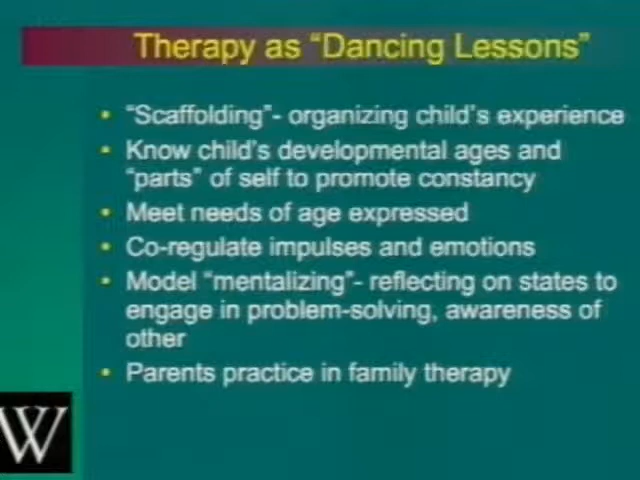 Therapy as “Dancing Lessons”
• “Scaffolding”- organizing child’s experience
• Know child’s developmental ages and
“parts” of self to promote constancy
• Meet needs of age expressed
• Co-regulate impulses and emotions
• Model “mentalizing”- reflecting on states to
engage in problem-solving, awareness of
other
• Parents practice in family therapy
W